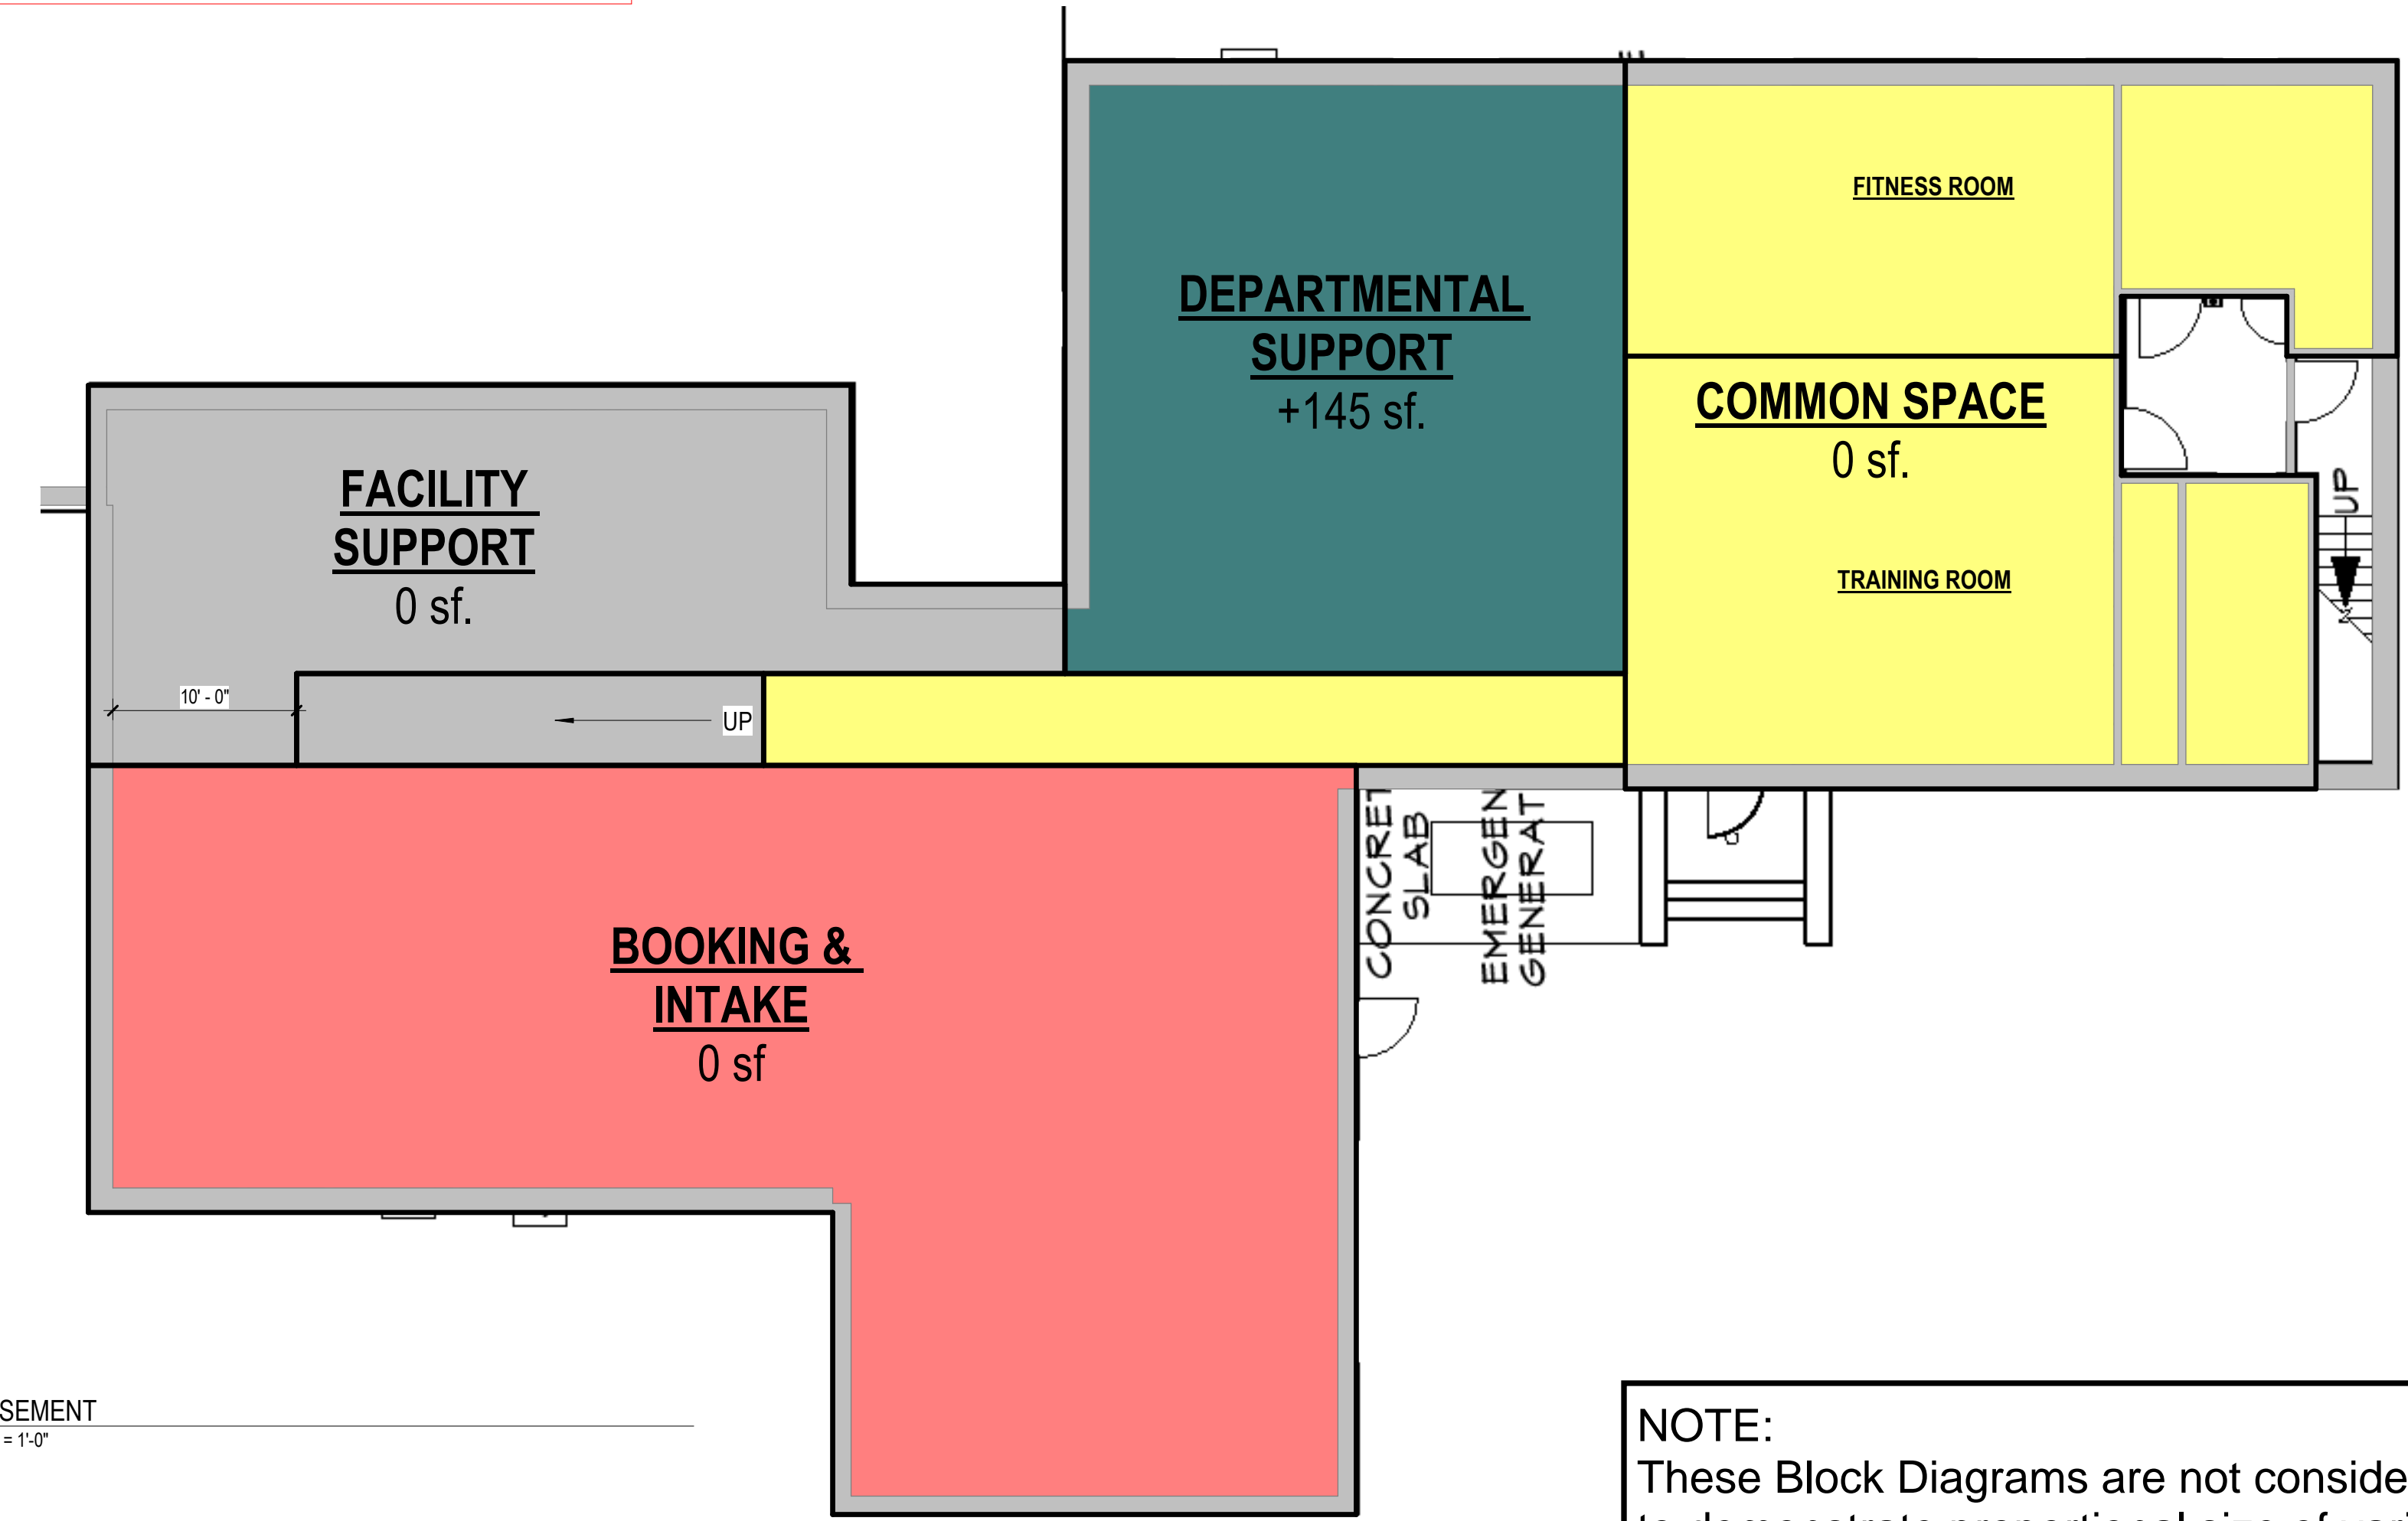 FITNESS ROOM
DEPARTMENTAL
SUPPORT
+145 sf.
COMMON SPACE
0 sf.
FACILITY
SUPPORT
0 sf.
UP
TRAINING ROOM
10' - 0"
UP
CONCRET
SLAB
EMERGEN
GENERAT
BOOKING &
INTAKE
0 sf
SEMENT
= 1'-0"
NOTE:
These Block Diagrams are not conside